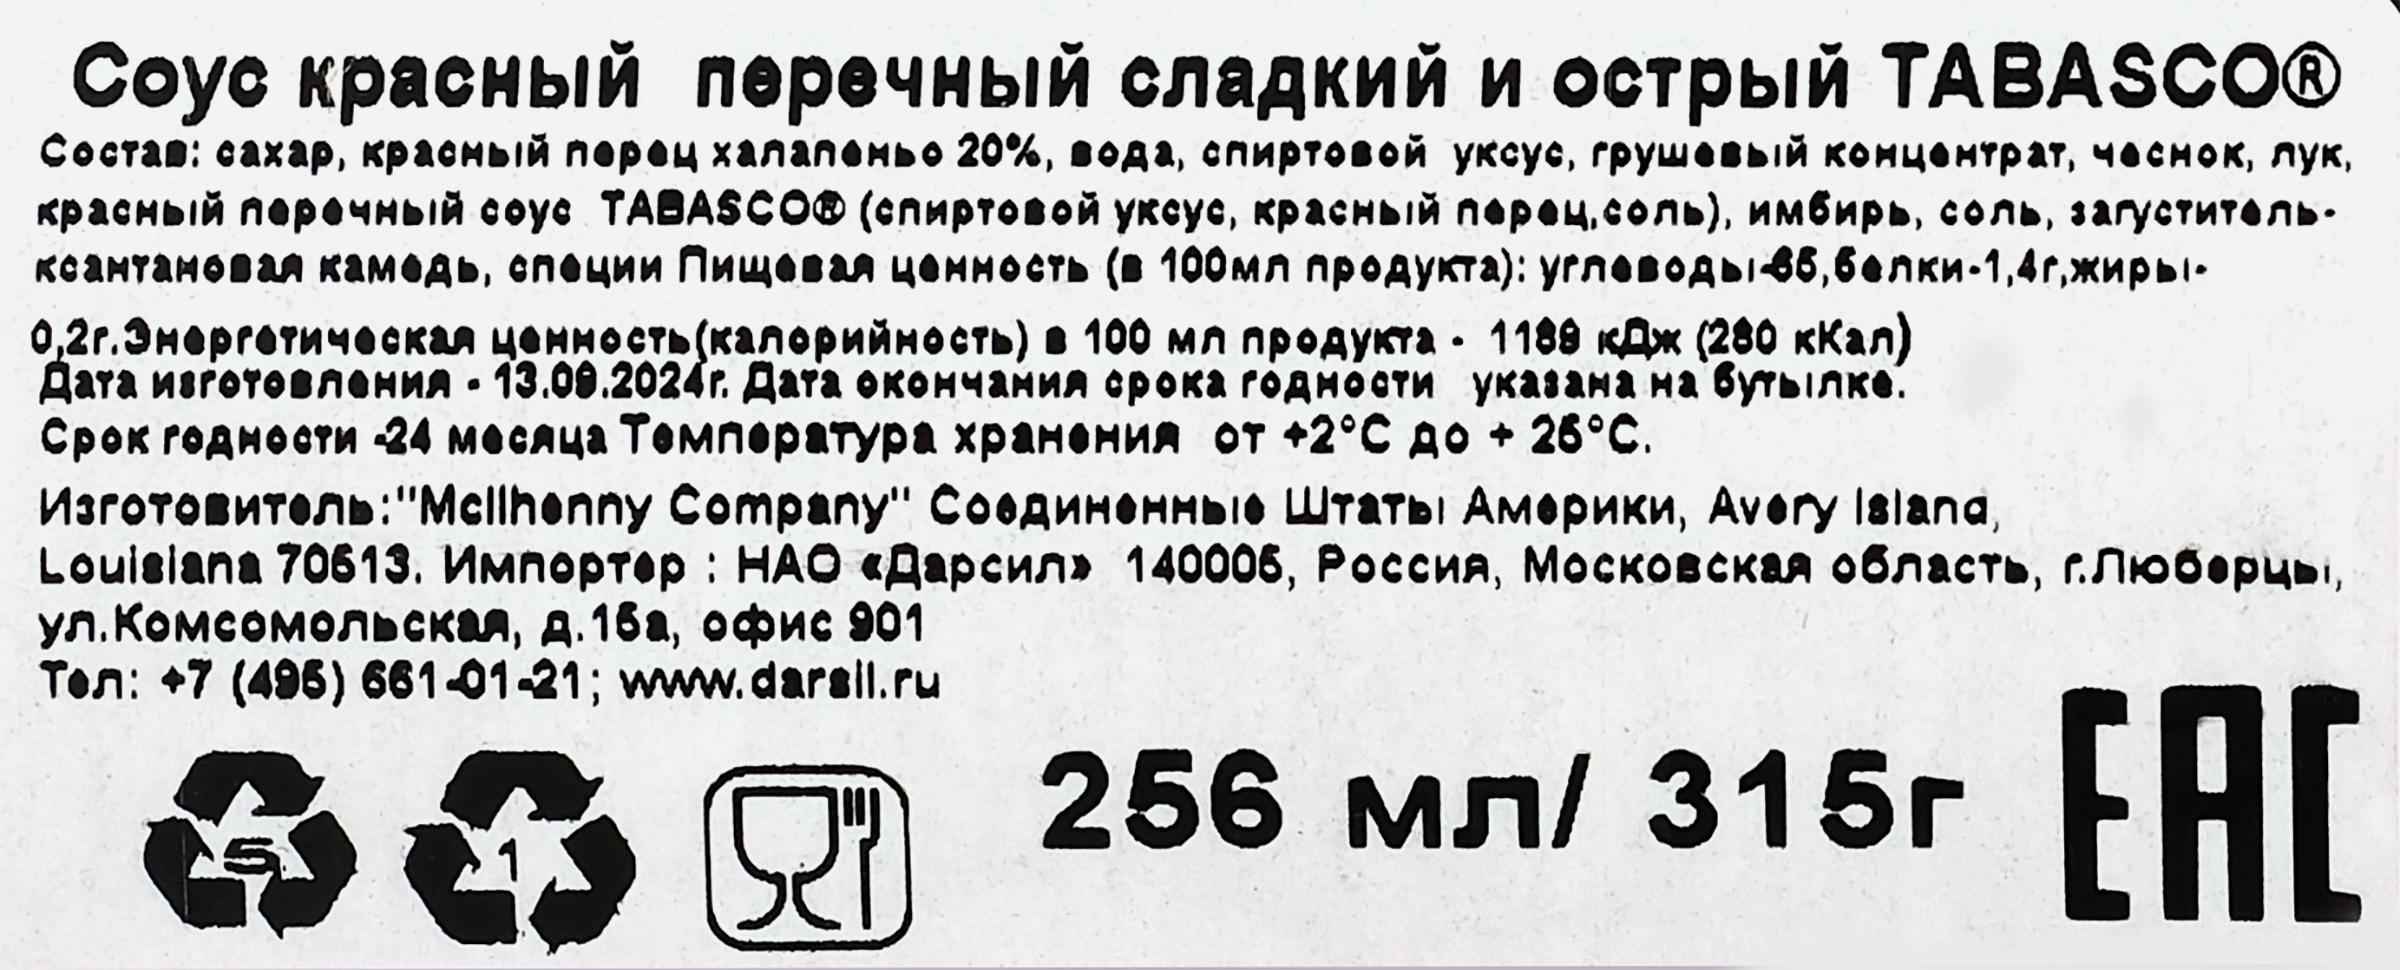 Соус красный перечный сладкий и острый TABASCO®
Состав: сахар, красный перец халапеньо 20%, вода, спиртовой уксус, грушевый концентрат, чеснок, лук,
красный перечный соус TABASCO® (спиртовой уксус, красный перец,соль), имбирь, соль, загуститель-
ксантановая камедь, специи Пищевая ценность (в 100мл продукта): углеводы-65,белки-1,4г,жиры-
0,2г.Энергетическая ценность(калорийность) в 100 мл продукта - 1189 кДж (280 кКал)
Дата изготовления - 13.09.2024г. Дата окончания срока годности указана на бутылке.
Срок годности -24 месяца Температура хранения от +2°С до + 25°С.
Изготовитель:"McIlhenny Company" Соединенные Штаты Америки, Avery Island,
Louisiana 70513. Импортер : НАО «Дарсил» 140005, Россия, Московская область, г.Люберцы,
ул.Комсомольская, д.15а, офис 901
Тел: +7 (495) 661-01-21; www.darsil.ru
5 1 256 мл/ 315г ЕАС